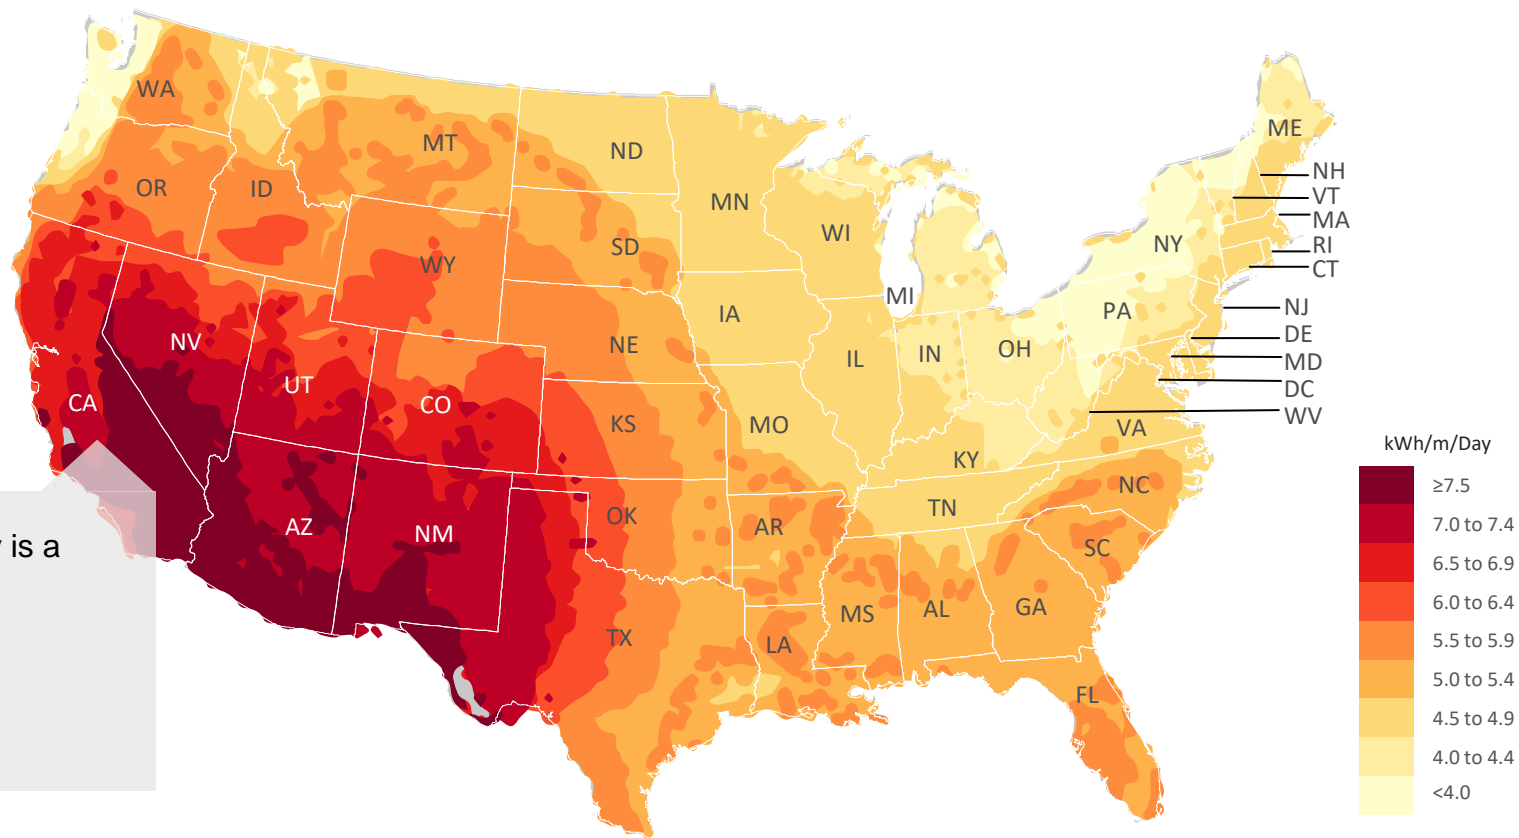 WA
MT
ND
ME
OR
ID
MN
NH
VT
MA
WI
NY
RI
SD
CT
WY
MI
PA
NJ
IA
NV
NE
IL
IN
OH
DE
MD
UT
DC
CA
CO
KS
MO
WV
VA
KY
kWh/m/Day
NC
≥7.5
TN
OK
AR
AZ
NM
7.0 to 7.4
y is a
SC
6.5 to 6.9
MS
AL
GA
6.0 to 6.4
TX
LA
5.5 to 5.9
FL
5.0 to 5.4
4.5 to 4.9
4.0 to 4.4
<4.0